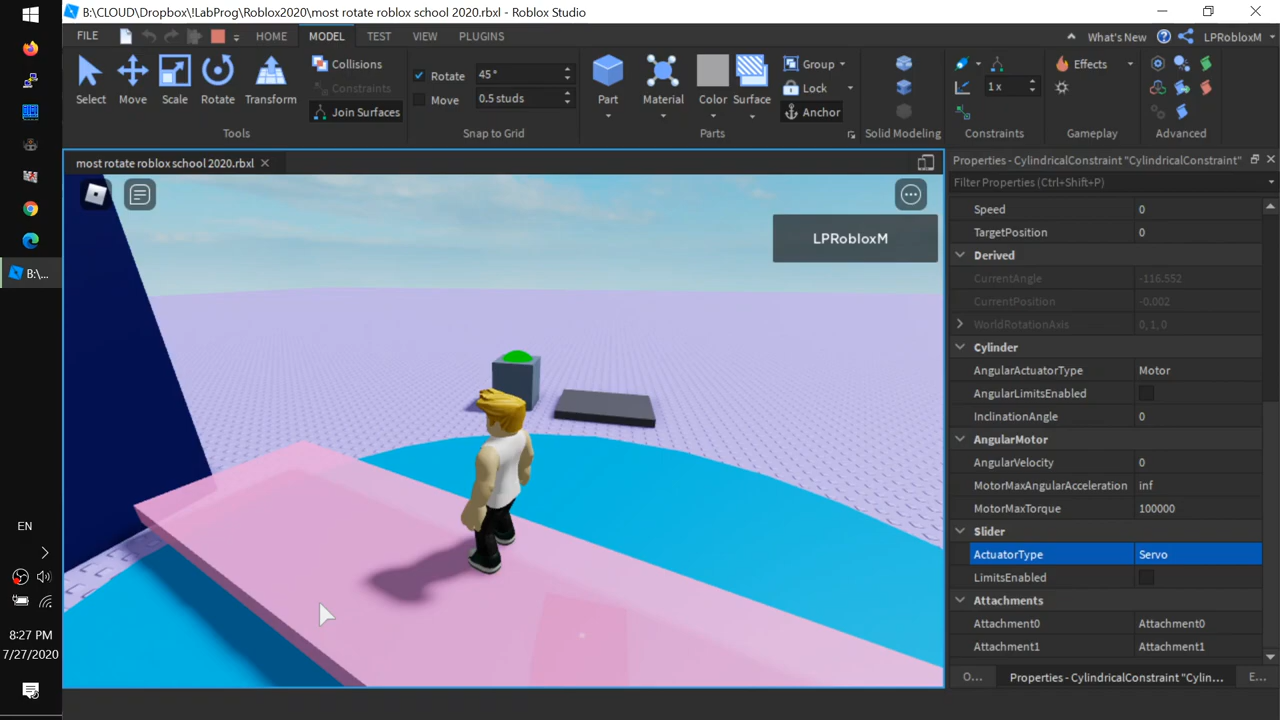 B:\CLOUD\Dropbox\!LabProg\Roblox2020\most rotate roblox school 2020.rbxl - Roblox Studio
FILE HOME MODEL TEST VIEW PLUGINS What's New LPRobloxM
Select Move Scale Rotate Transform
Collisions
Constraints
Join Surfaces
Tools
Rotate 45°
Move 0.5 studs
Snap to Grid
Part Material Color Surface
Group
Lock
Anchor
Parts
Solid Modeling
1 x
Constraints
Effects
Gameplay
Advanced
most rotate roblox school 2020.rbxl
LPRobloxM
Properties - CylindricalConstraint "CylindricalConstraint"
Filter Properties (Ctrl+Shift+P)
Speed 0
TargetPosition 0
Derived
CurrentAngle -116.552
CurrentPosition -0.002
WorldRotationAxis 0, 1, 0
Cylinder
AngularActuatorType Motor
AngularLimitsEnabled
InclinationAngle 0
AngularMotor
AngularVelocity 0
MotorMaxAngularAcceleration inf
MotorMaxTorque 100000
Slider
ActuatorType Servo
LimitsEnabled
Attachments
Attachment0 Attachment0
Attachment1 Attachment1
O... Properties - CylindricalConstraint "Cylin... E...
B:\...
EN
8:27 PM
7/27/2020